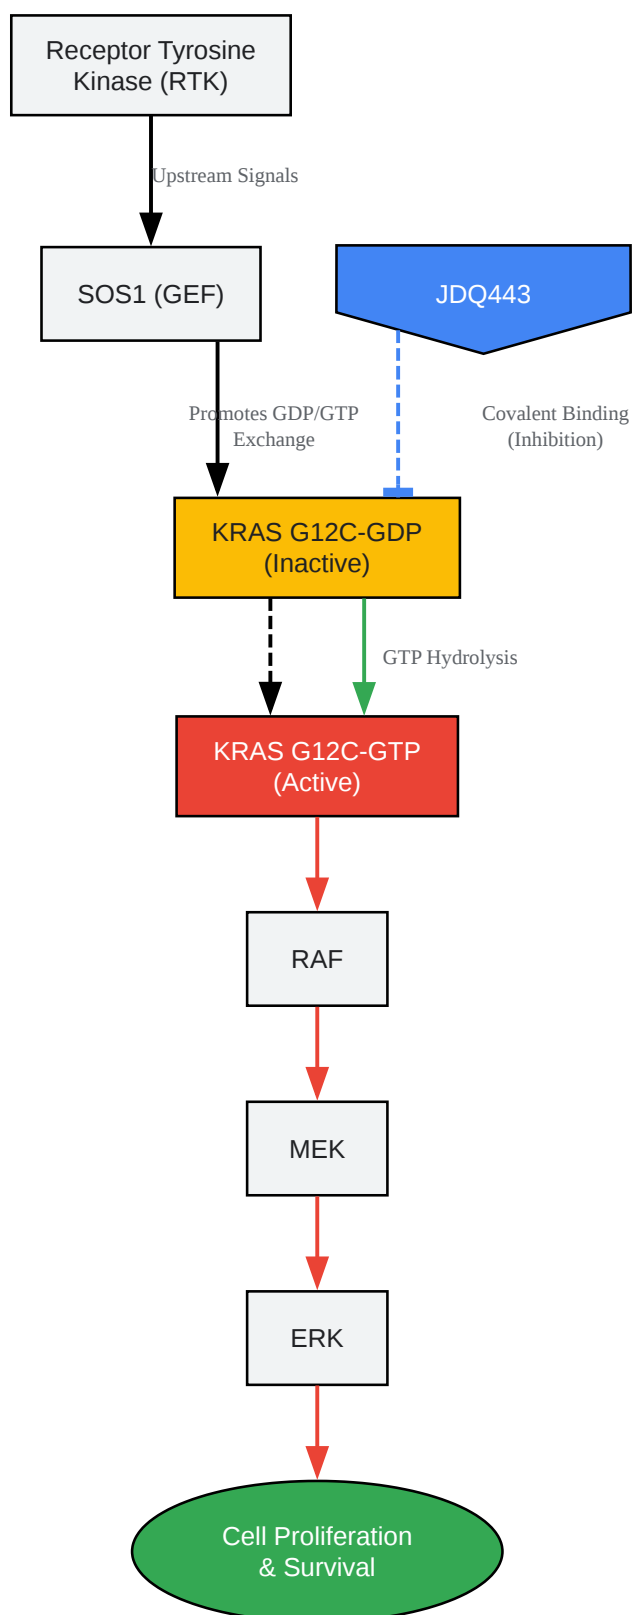 Receptor Tyrosine
Kinase (RTK)
Upstream Signals
SOS1 (GEF)
JDQ443
Promotes GDP/GTP
Exchange
Covalent Binding
(Inhibition)
KRAS G12C-GDP
(Inactive)
GTP Hydrolysis
KRAS G12C-GTP
(Active)
RAF
MEK
ERK
Cell Proliferation
& Survival